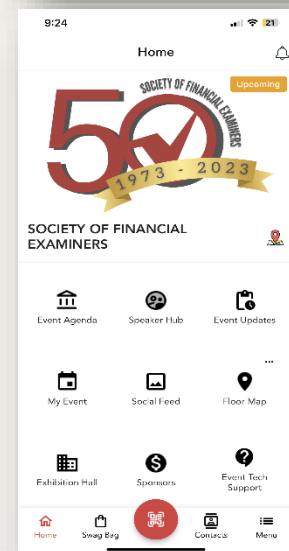 9:24
21
Home
Upcoming
SOCIETY OF FINANCIAL EXAMINERS
50
1973 - 2023
SOCIETY OF FINANCIAL
EXAMINERS
Event Agenda
Speaker Hub
Event Updates
My Event
Social Feed
Floor Map
Exhibition Hall
Sponsors
Event Tech
Support
Home
Swag Bag
Contacts
Menu